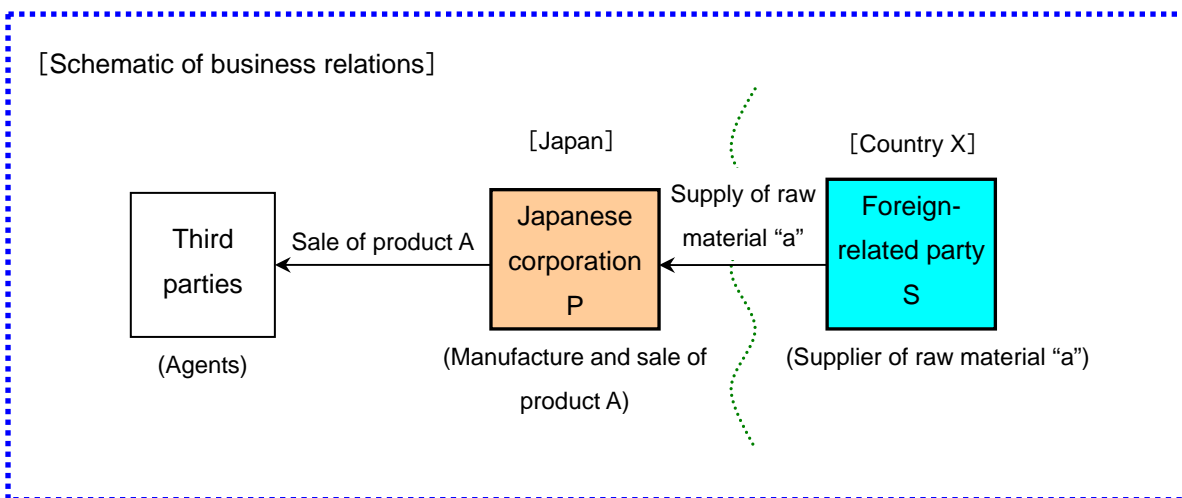 ［Schematic of business relations］
［Japan］
［Country X］
Third
parties
(Agents)
Sale of product A
Japanese
corporation
P
(Manufacture and sale of
product A)
Supply of raw
material “a”
Foreign-
related party
S
(Supplier of raw material “a”)